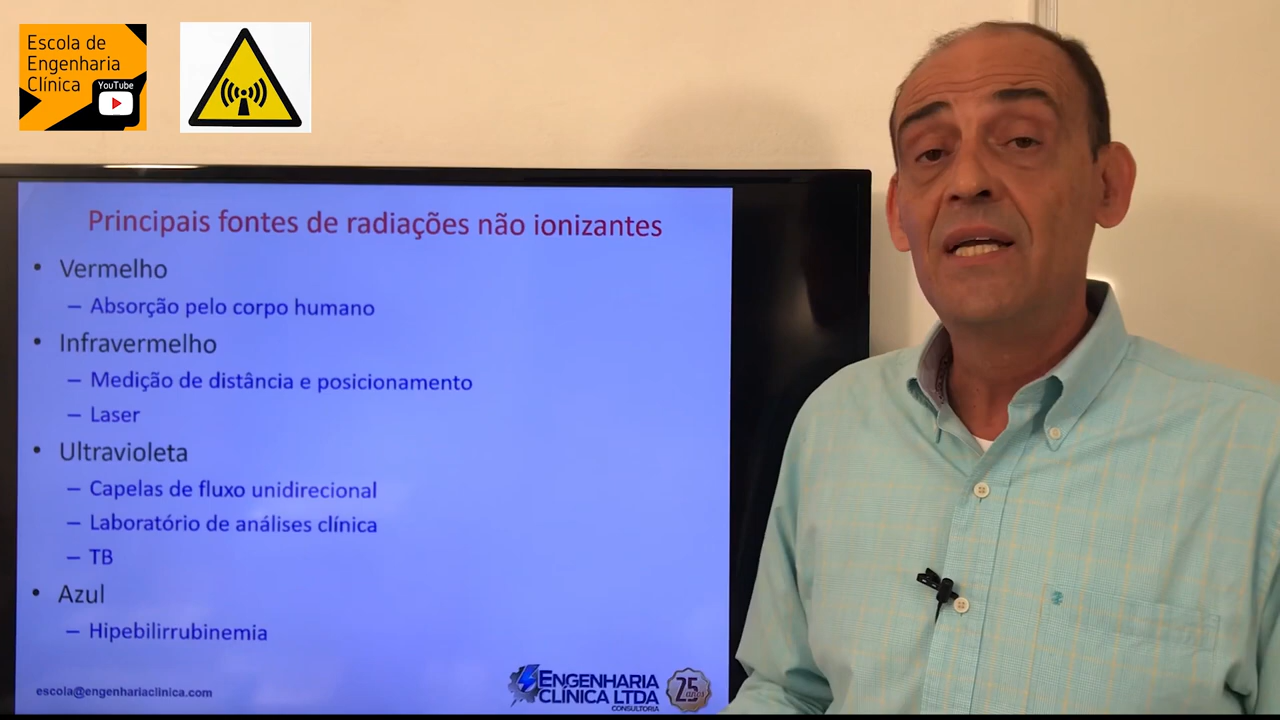 Escola de
Engenharia
Clínica
YouTube
Principais fontes de radiações não ionizantes
• Vermelho
– Absorção pelo corpo humano
• Infravermelho
– Medição de distância e posicionamento
– Laser
• Ultravioleta
– Capelas de fluxo unidirecional
– Laboratório de análises clínica
– TB
• Azul
– Hipebilirrubinemia
escola@engenhariaclinica.com
ENGENHARIA
CLÍNICA LTDA
CONSULTORIA
25
anos